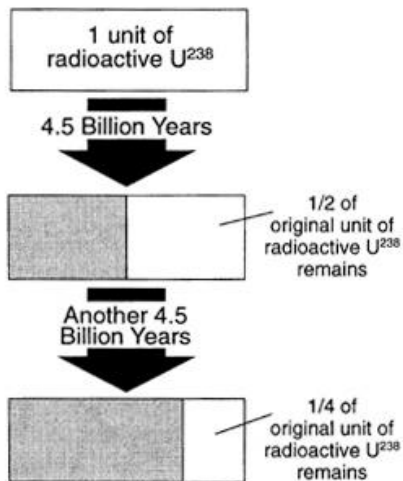 1 unit of
radioactive U²³⁸
4.5 Billion Years
1/2 of
original unit of
radioactive U²³⁸
remains
Another 4.5
Billion Years
1/4 of
original unit of
radioactive U²³⁸
remains